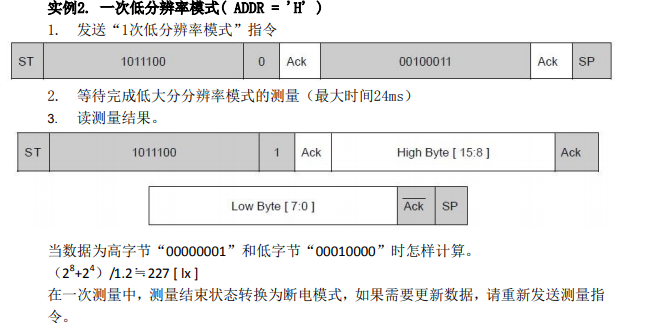 实例2. 一次低分辨率模式( ADDR = 'H' )
1. 发送“1次低分辨率模式”指令
ST 1011100 0 Ack 00100011 Ack SP
2. 等待完成低大分分辨率模式的测量（最大时间24ms）
3. 读测量结果。
ST 1011100 1 Ack High Byte [ 15:8 ] Ack
Low Byte [ 7:0 ] A̅c̅k̅ SP
当数据为高字节“00000001”和低字节“00010000”时怎样计算。
（2⁸+2⁴）/1.2≒227 [ lx ]
在一次测量中，测量结束状态转换为断电模式，如果需要更新数据，请重新发送测量指
令。